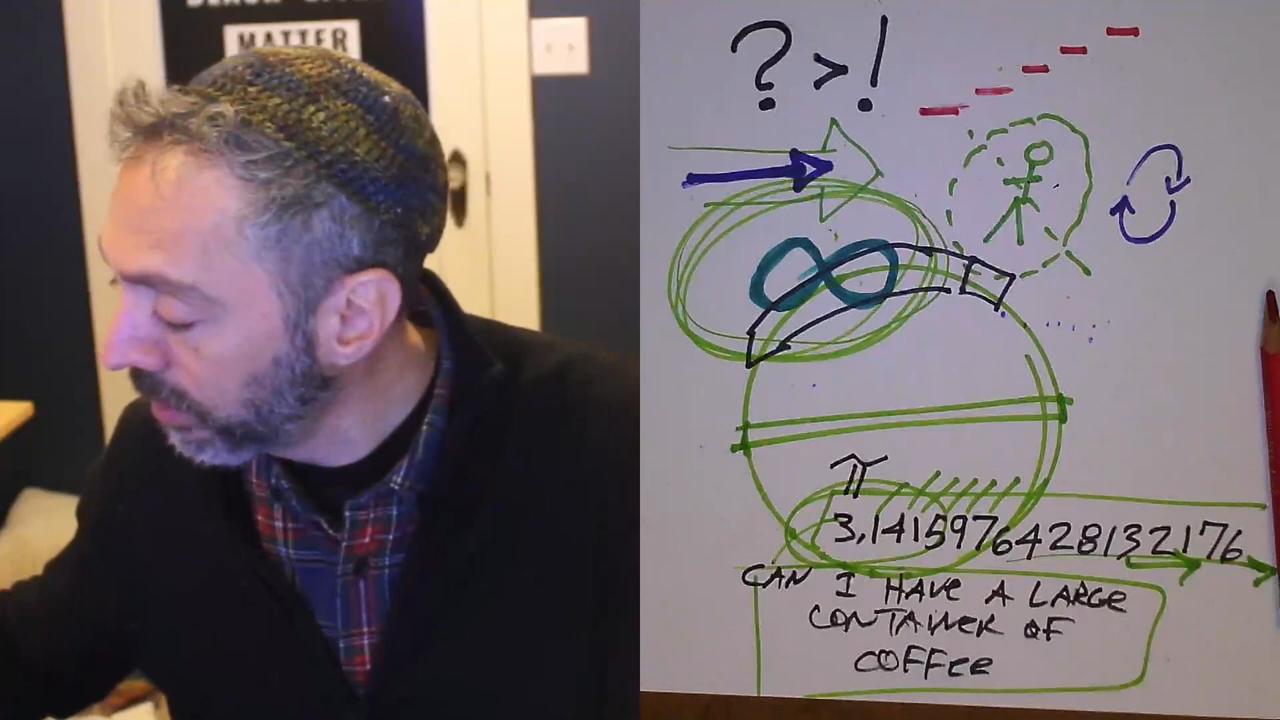 MATTER
? > !
∞
π
3.1415976428132176
CAN I HAVE A LARGE
CONTAINER OF
COFFEE